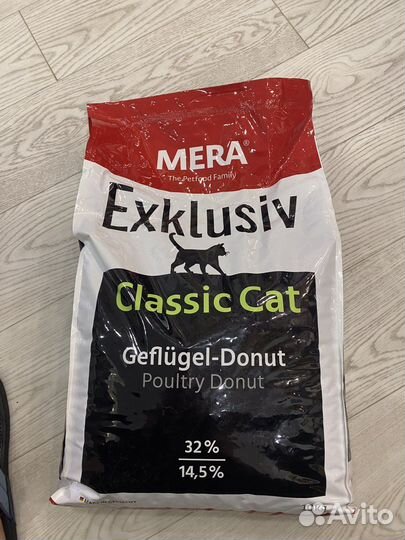 MERA®
The Petfood Family
Exklusiv
Classic Cat
Geflügel-Donut
Poultry Donut
32%
14,5%
Avito